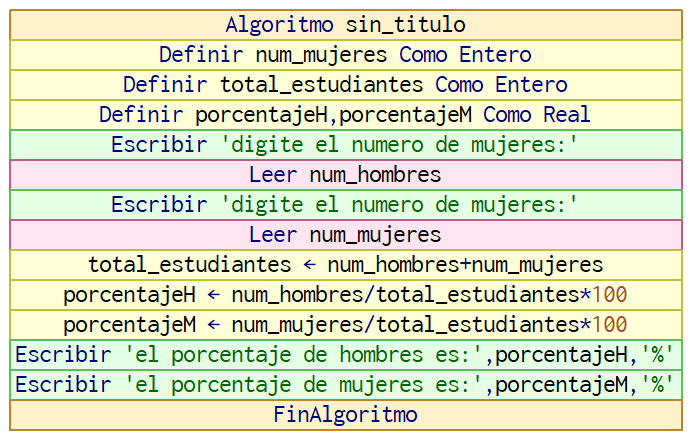 Algoritmo sin_titulo
Definir num_mujeres Como Entero
Definir total_estudiantes Como Entero
Definir porcentajeH,porcentajeM Como Real
Escribir 'digite el numero de mujeres:'
Leer num_hombres
Escribir 'digite el numero de mujeres:'
Leer num_mujeres
total_estudiantes ← num_hombres+num_mujeres
porcentajeH ← num_hombres/total_estudiantes*100
porcentajeM ← num_mujeres/total_estudiantes*100
Escribir 'el porcentaje de hombres es:',porcentajeH,'%'
Escribir 'el porcentaje de mujeres es:',porcentajeM,'%'
FinAlgoritmo